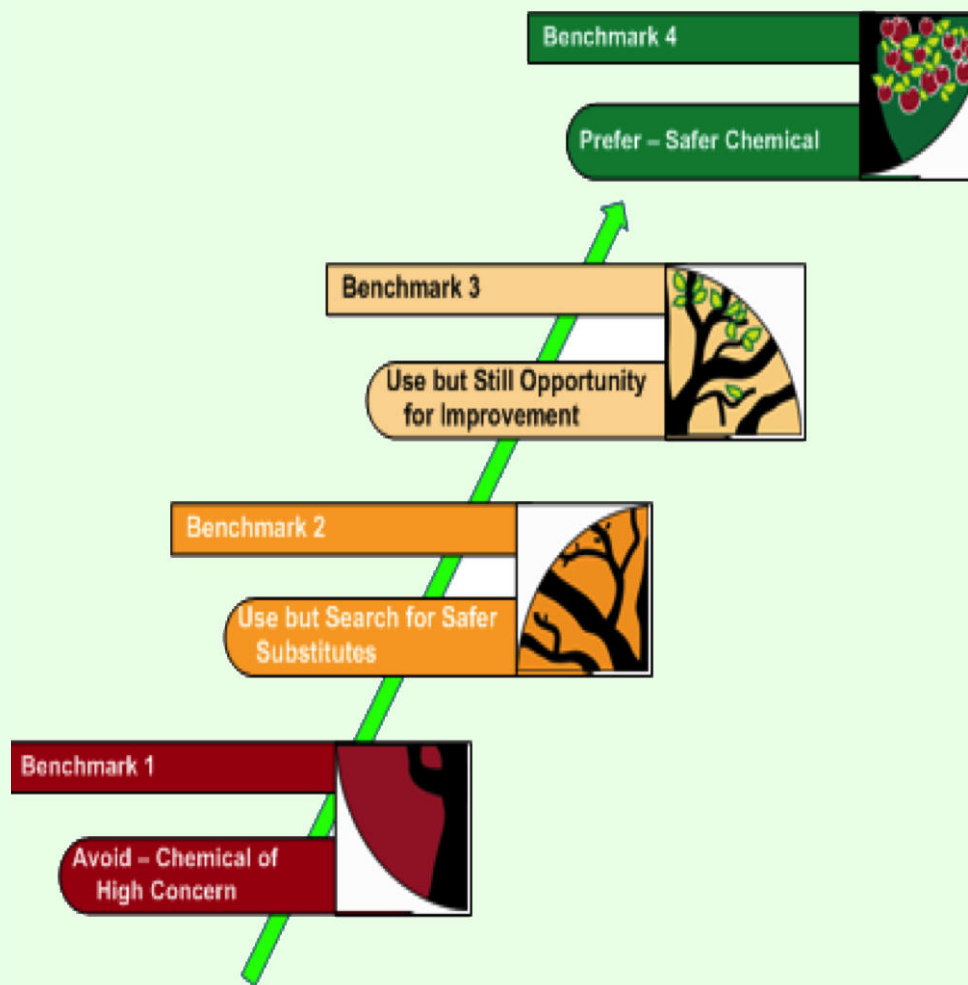 Benchmark 4
Prefer – Safer Chemical
Benchmark 3
Use but Still Opportunity
for Improvement
Benchmark 2
Use but Search for Safer
Substitutes
Benchmark 1
Avoid – Chemical of
High Concern